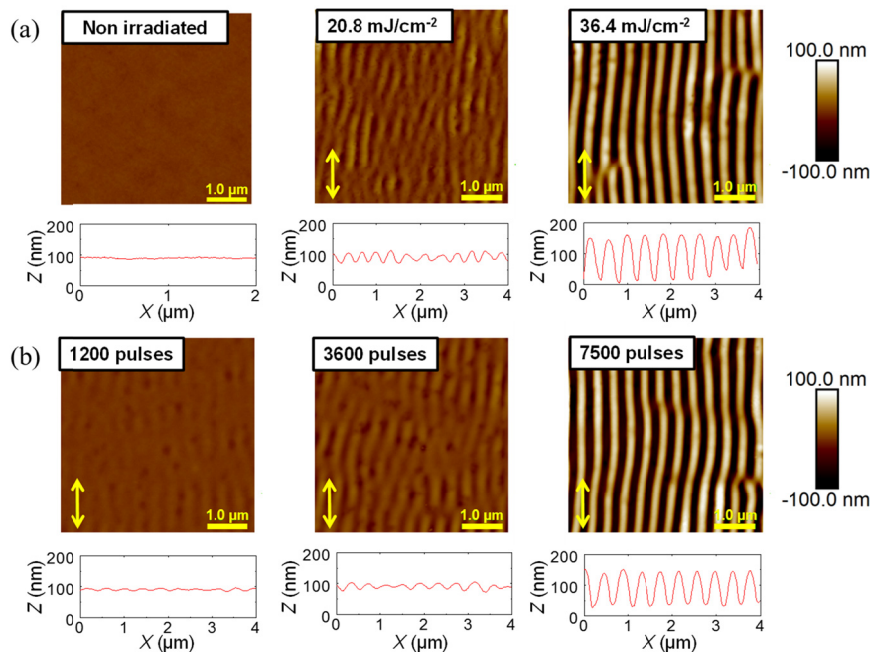 (a)
Non irradiated
20.8 mJ/cm⁻²
36.4 mJ/cm⁻²
100.0 nm
-100.0 nm
1.0 µm
1.0 µm
1.0 µm
Z (nm)
200
100
0
0
1
2
X (µm)
Z (nm)
200
100
0
0 1 2 3 4
X (µm)
Z (nm)
200
100
0
0 1 2 3 4
X (µm)
(b)
1200 pulses
3600 pulses
7500 pulses
100.0 nm
-100.0 nm
1.0 µm
1.0 µm
1.0 µm
Z (nm)
200
100
0
0 1 2 3 4
X (µm)
Z (nm)
200
100
0
0 1 2 3 4
X (µm)
Z (nm)
200
100
0
0 1 2 3 4
X (µm)